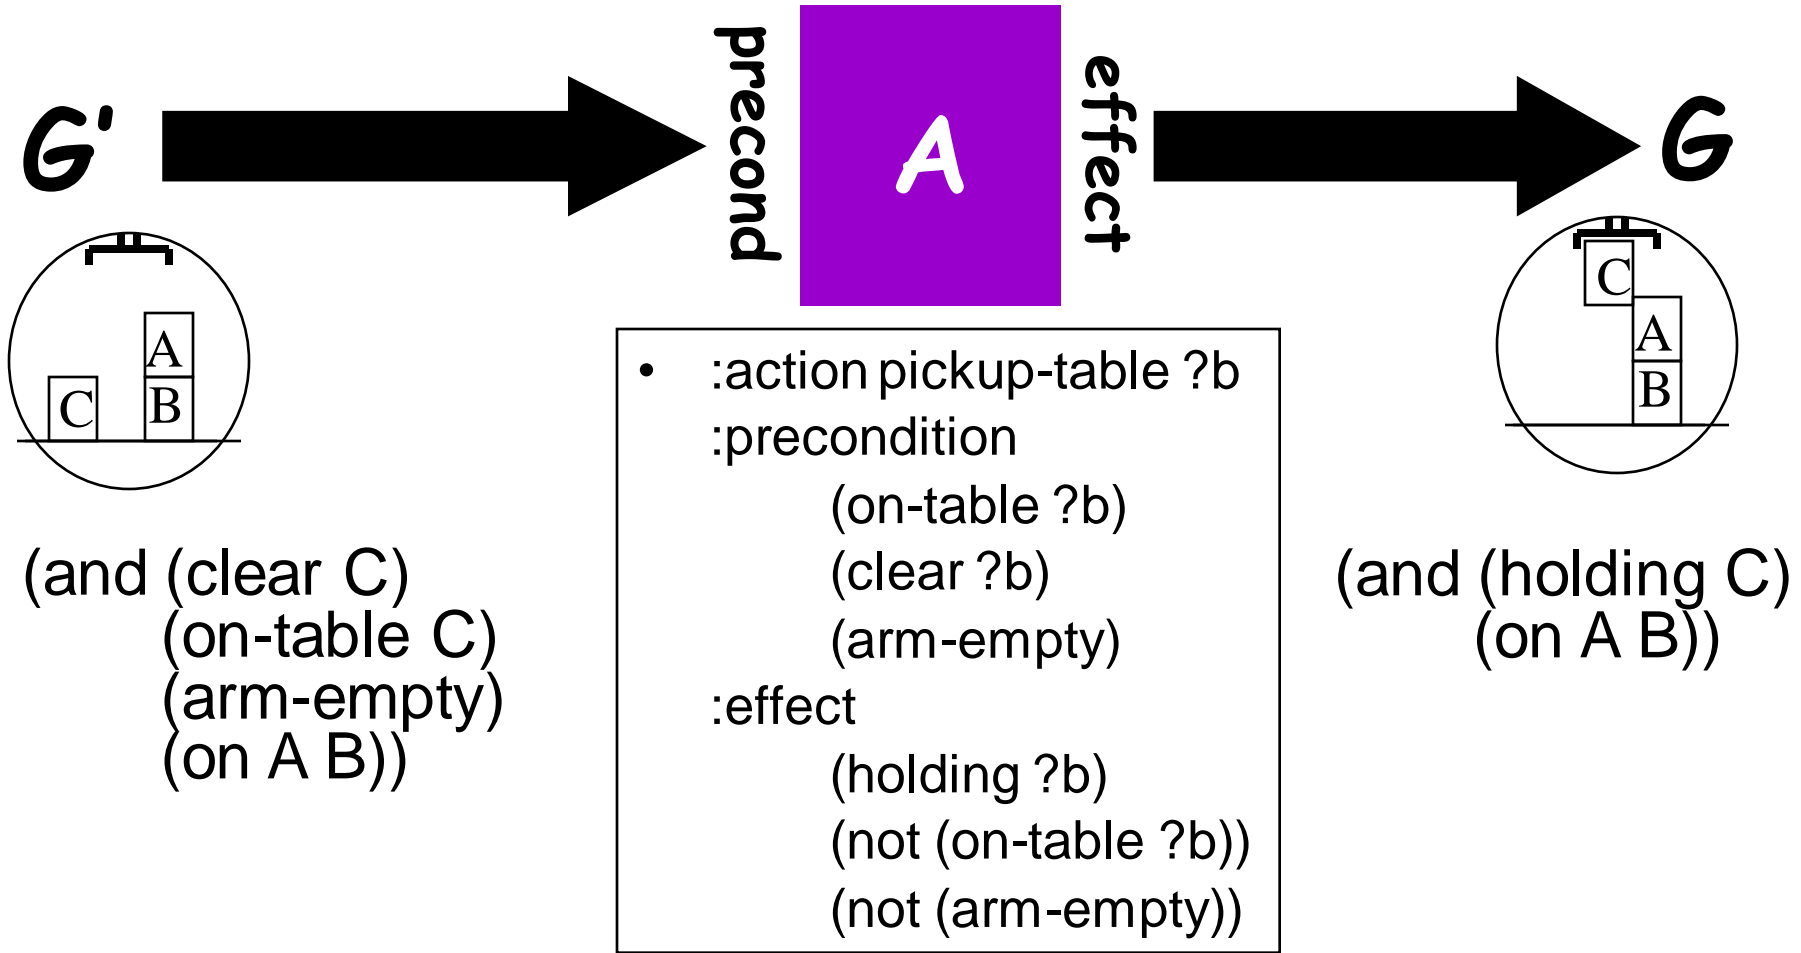 G'
precond
A
effect
G
C
A
B
C
A
B
• :action pickup-table ?b
:precondition
(on-table ?b)
(clear ?b)
(arm-empty)
:effect
(holding ?b)
(not (on-table ?b))
(not (arm-empty))
(and (clear C)
(on-table C)
(arm-empty)
(on A B))
(and (holding C)
(on A B))